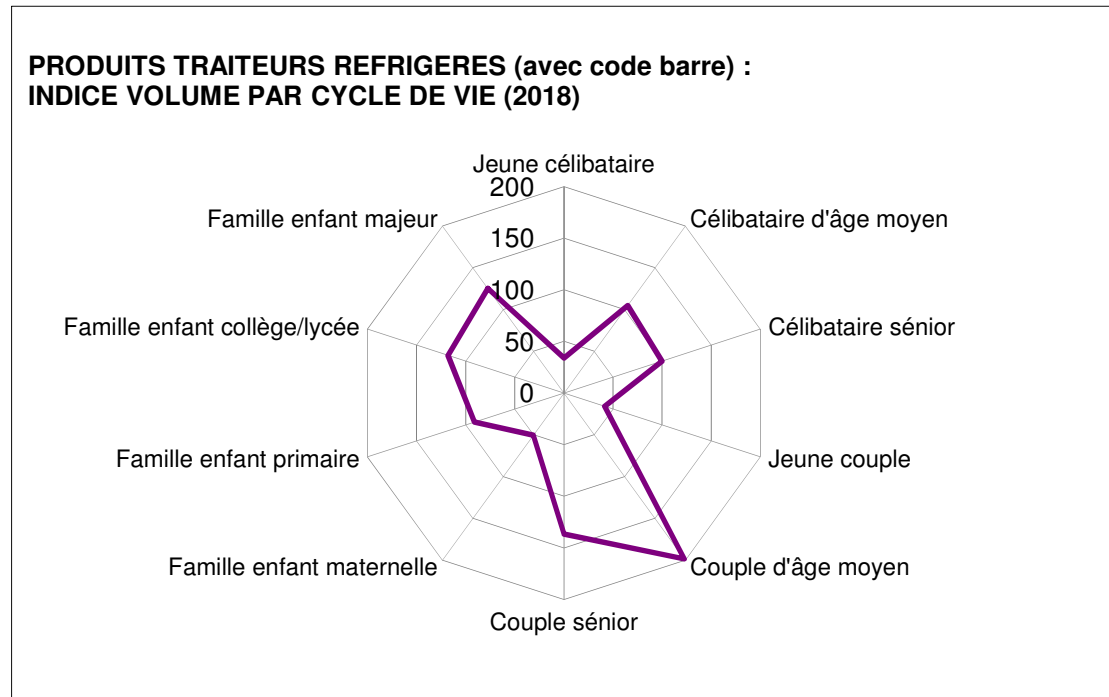 PRODUITS TRAITEURS REFRIGERES (avec code barre) :
INDICE VOLUME PAR CYCLE DE VIE (2018)
Jeune célibataire
200
Famille enfant majeur
Célibataire d'âge moyen
150
100
Famille enfant collège/lycée
Célibataire sénior
50
0
Famille enfant primaire
Jeune couple
Famille enfant maternelle
Couple d'âge moyen
Couple sénior